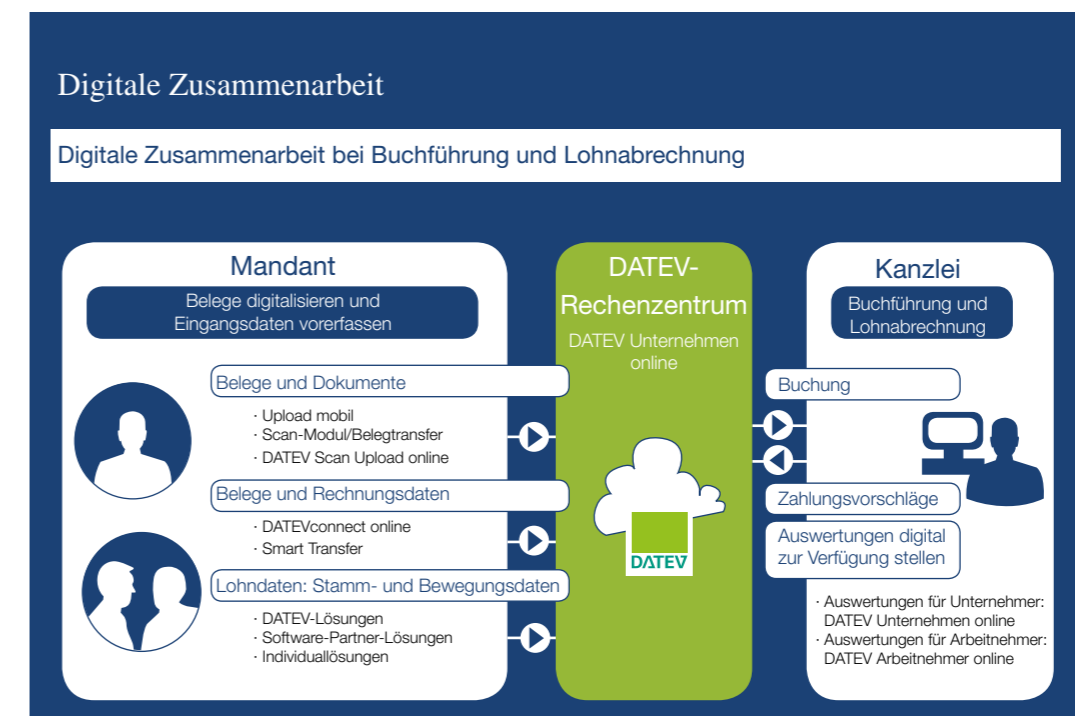 Digitale Zusammenarbeit
Digitale Zusammenarbeit bei Buchführung und Lohnabrechnung
Mandant
Belege digitalisieren und
Eingangsdaten vorerfassen
Belege und Dokumente
· Upload mobil
· Scan-Modul/Belegtransfer
· DATEV Scan Upload online
Belege und Rechnungsdaten
· DATEVconnect online
· Smart Transfer
Lohndaten: Stamm- und Bewegungsdaten
· DATEV-Lösungen
· Software-Partner-Lösungen
· Individuallösungen
DATEV-
Rechenzentrum
DATEV Unternehmen
online
DATEV
Kanzlei
Buchführung und
Lohnabrechnung
Buchung
Zahlungsvorschläge
Auswertungen digital
zur Verfügung stellen
· Auswertungen für Unternehmer:
DATEV Unternehmen online
· Auswertungen für Arbeitnehmer:
DATEV Arbeitnehmer online